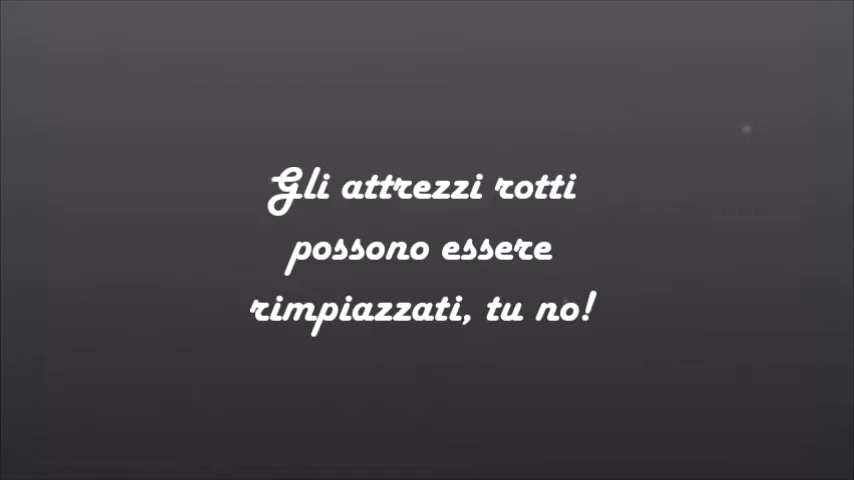 Gli attrezzi rotti
possono essere
rimpiazzati, tu no!